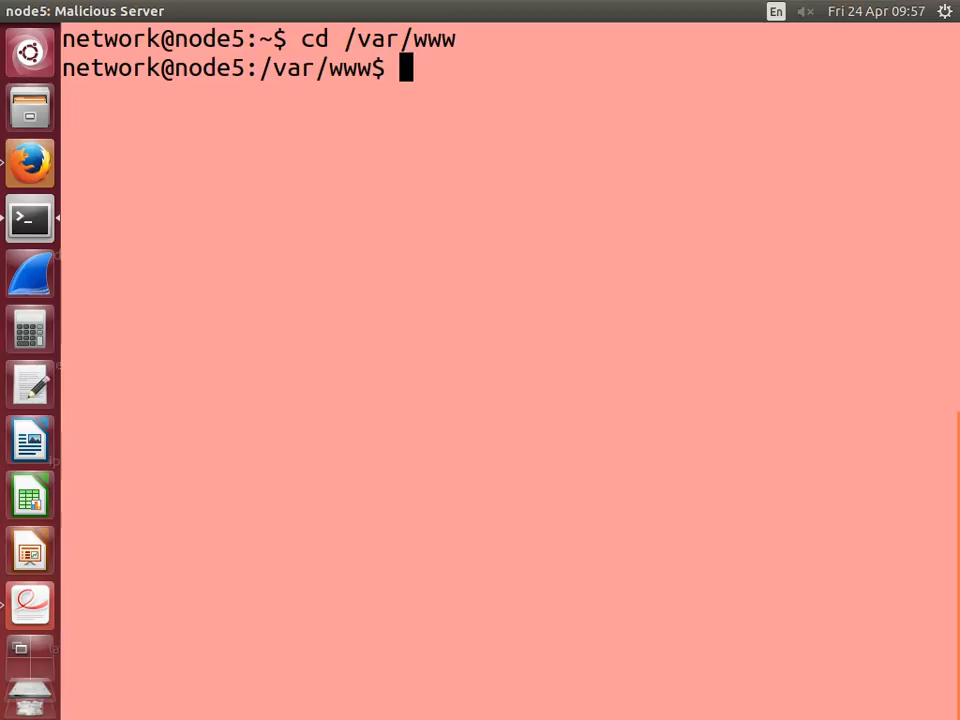 node5: Malicious Server
En
Fri 24 Apr 09:57
network@node5:~$ cd /var/www
network@node5:/var/www$